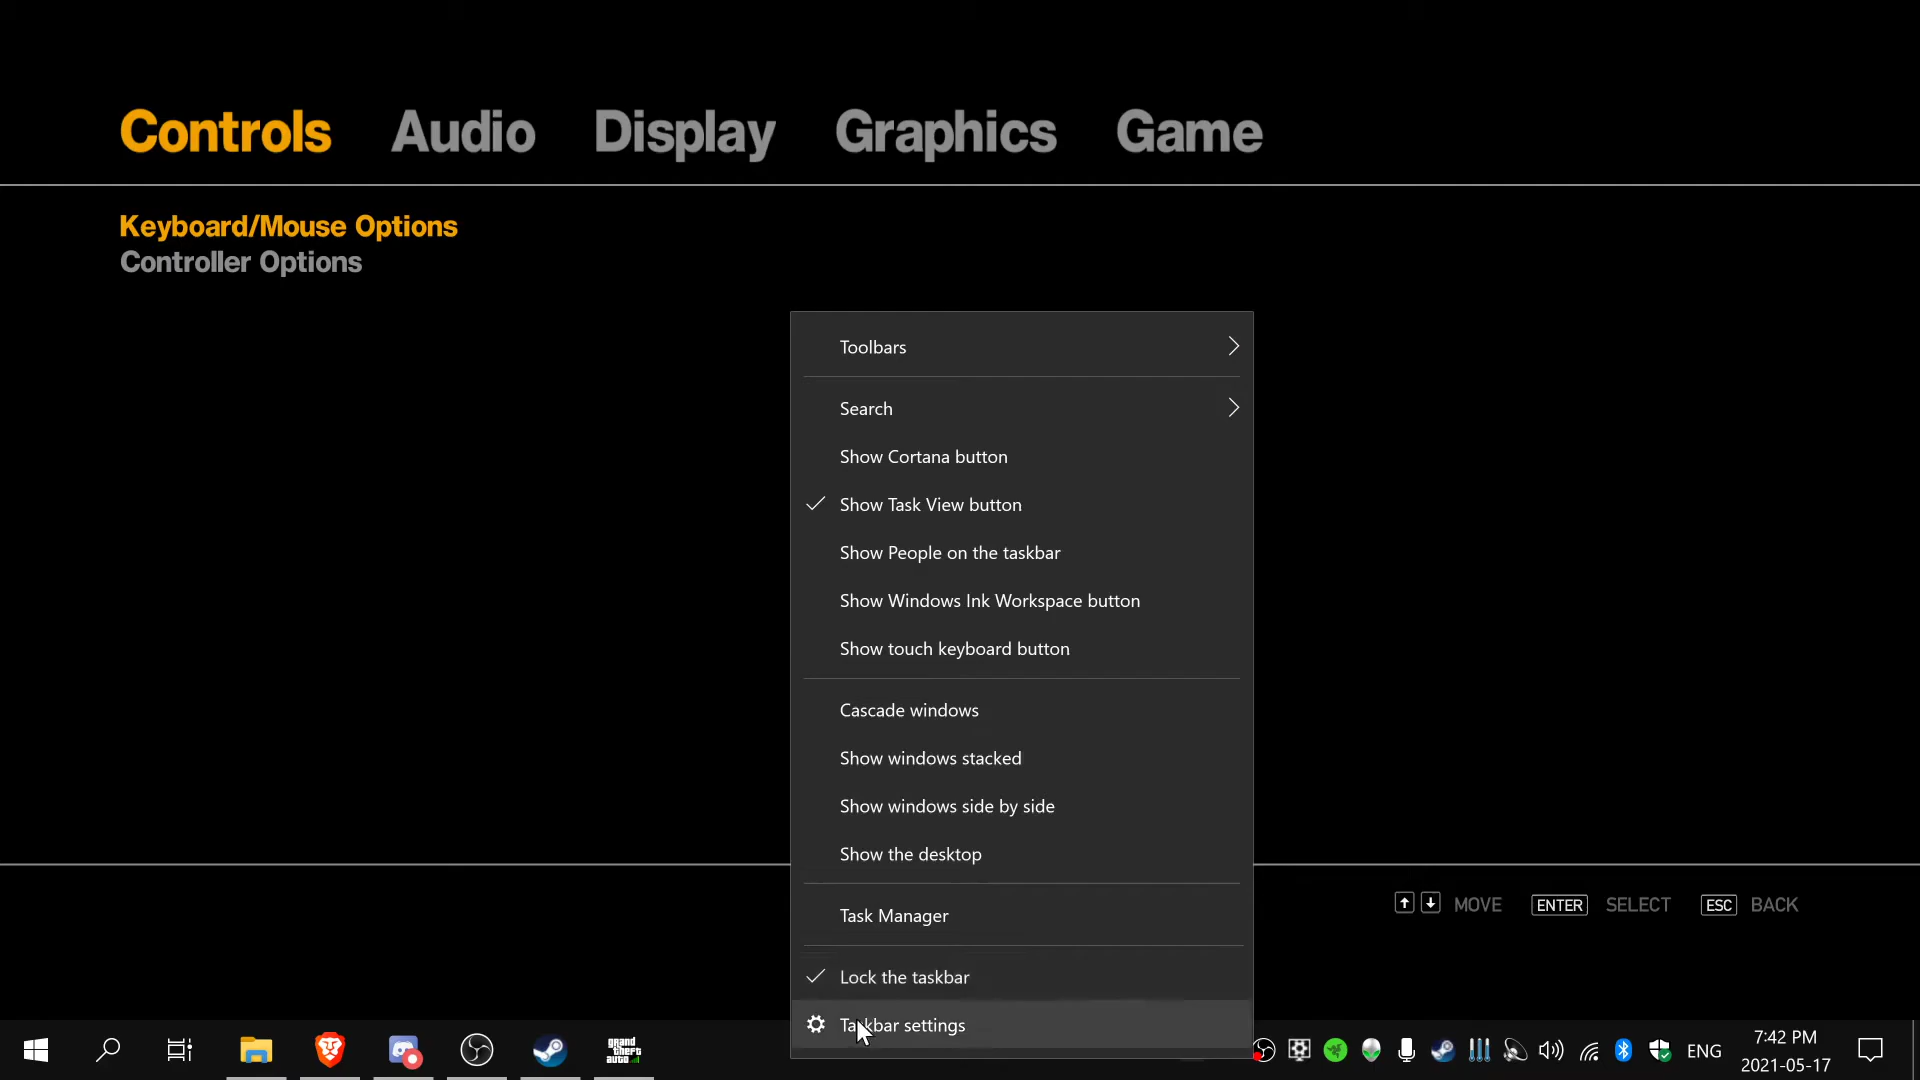 Controls Audio Display Graphics Game
Keyboard/Mouse Options
Controller Options
Toolbars
Search
Show Cortana button
Show Task View button
Show People on the taskbar
Show Windows Ink Workspace button
Show touch keyboard button
Cascade windows
Show windows stacked
Show windows side by side
Show the desktop
Task Manager
Lock the taskbar
Taskbar settings
MOVE ENTER SELECT ESC BACK
grand
theft
auto
ENG
7:42 PM
2021-05-17